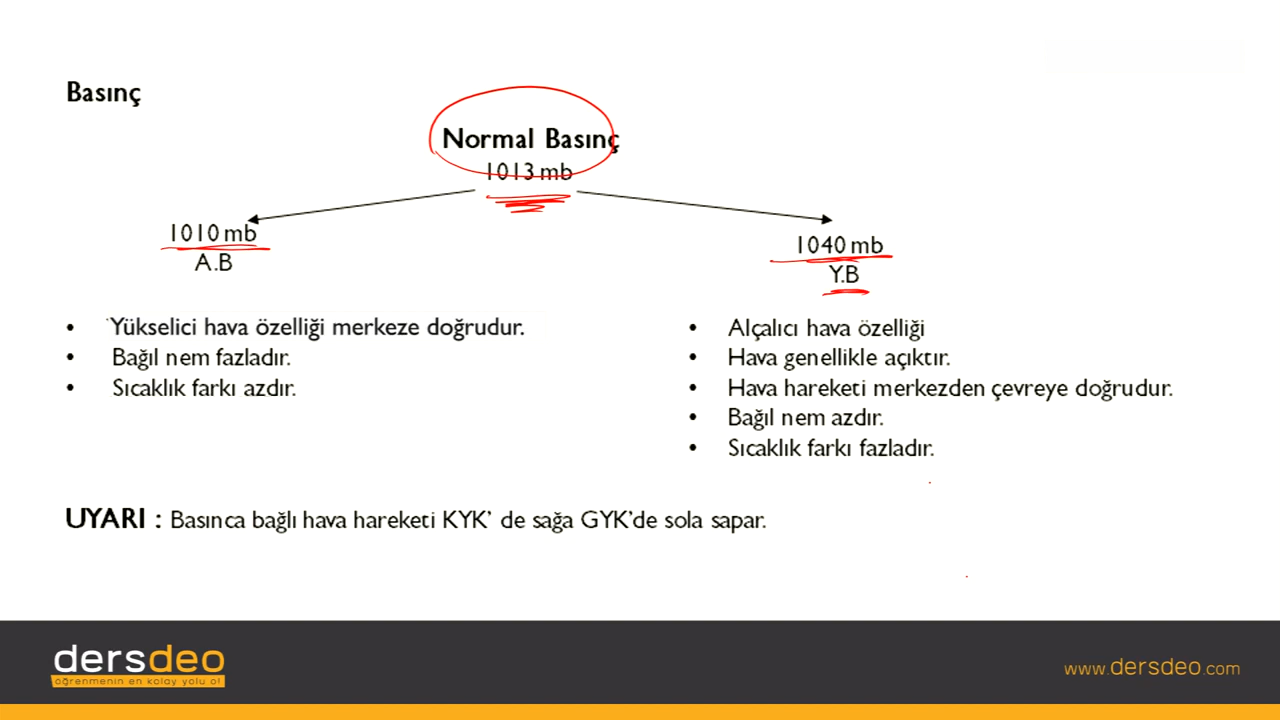 Basınç
Normal Basınç
1013 mb
1010 mb
A.B
1040 mb
Y.B
• Yükselici hava özelliği merkeze doğrudur.
• Bağıl nem fazladır.
• Sıcaklık farkı azdır.
• Alçalıcı hava özelliği
• Hava genellikle açıktır.
• Hava hareketi merkezden çevreye doğrudur.
• Bağıl nem azdır.
• Sıcaklık farkı fazladır.
UYARI : Basınca bağlı hava hareketi KYK’ de sağa GYK’de sola sapar.
dersdeo
öğrenmenin en kolay yolu o!
www.dersdeo.com